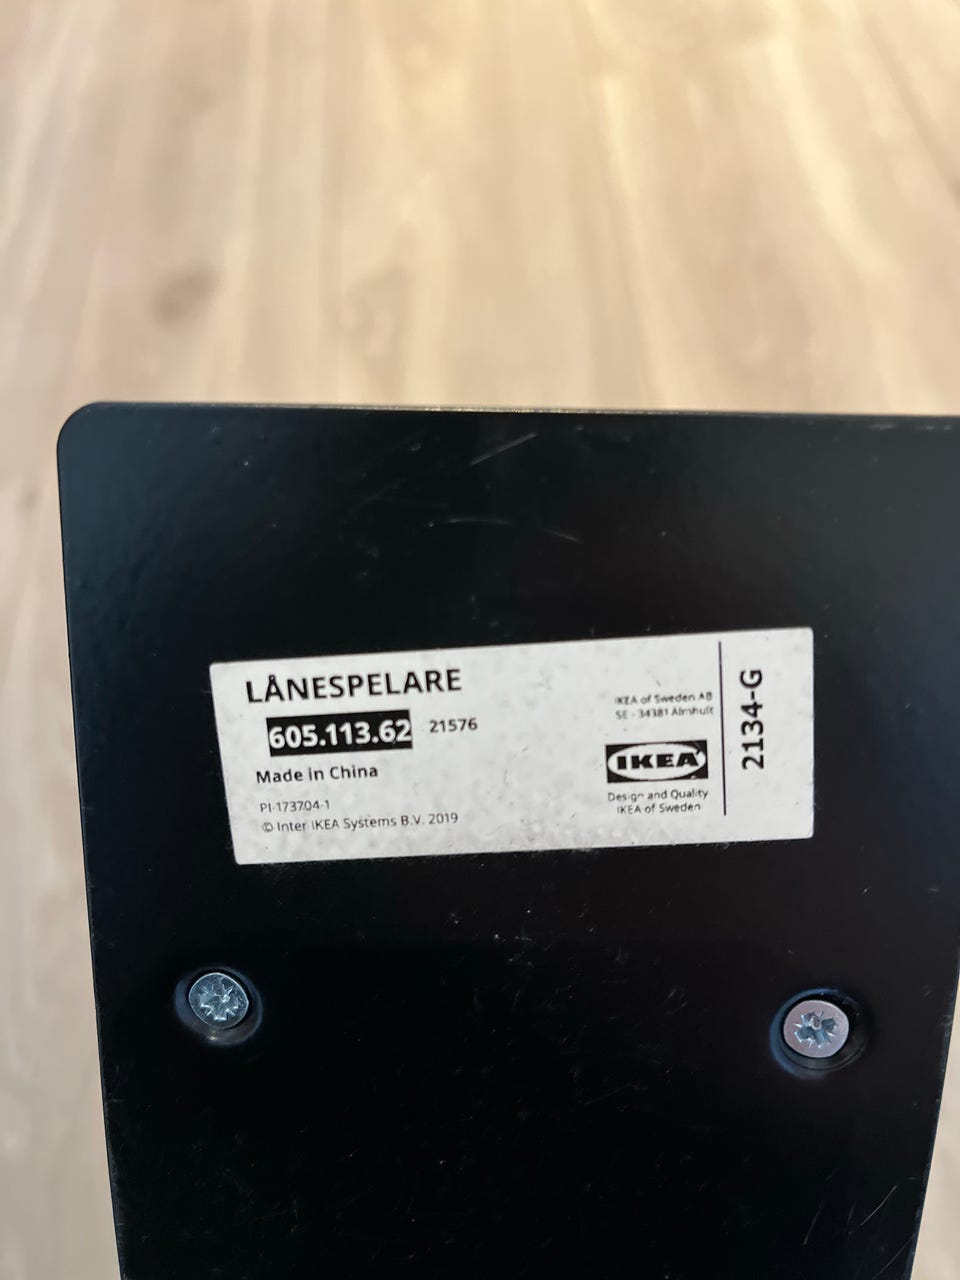 LÅNESPELARE
605.113.62 21576
Made in China
PI-173704-1
© Inter IKEA Systems B.V. 2019
IKEA of Sweden AB
SE - 34381 Älmhult
IKEA
Design and Quality
IKEA of Sweden
2134-G